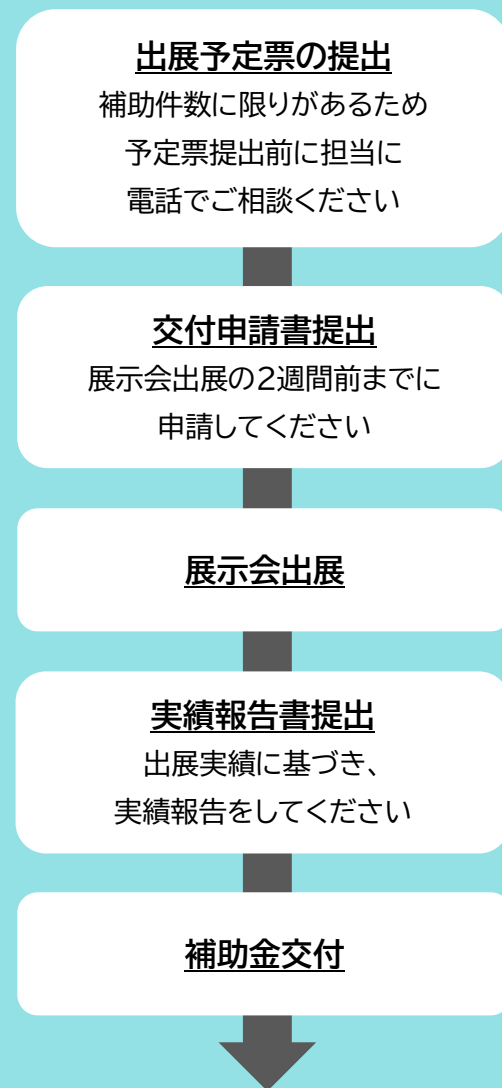 出展予定票の提出
補助件数に限りがあるため
予定票提出前に担当に
電話でご相談ください
交付申請書提出
展示会出展の2週間前までに
申請してください
展示会出展
実績報告書提出
出展実績に基づき、
実績報告をしてください
補助金交付